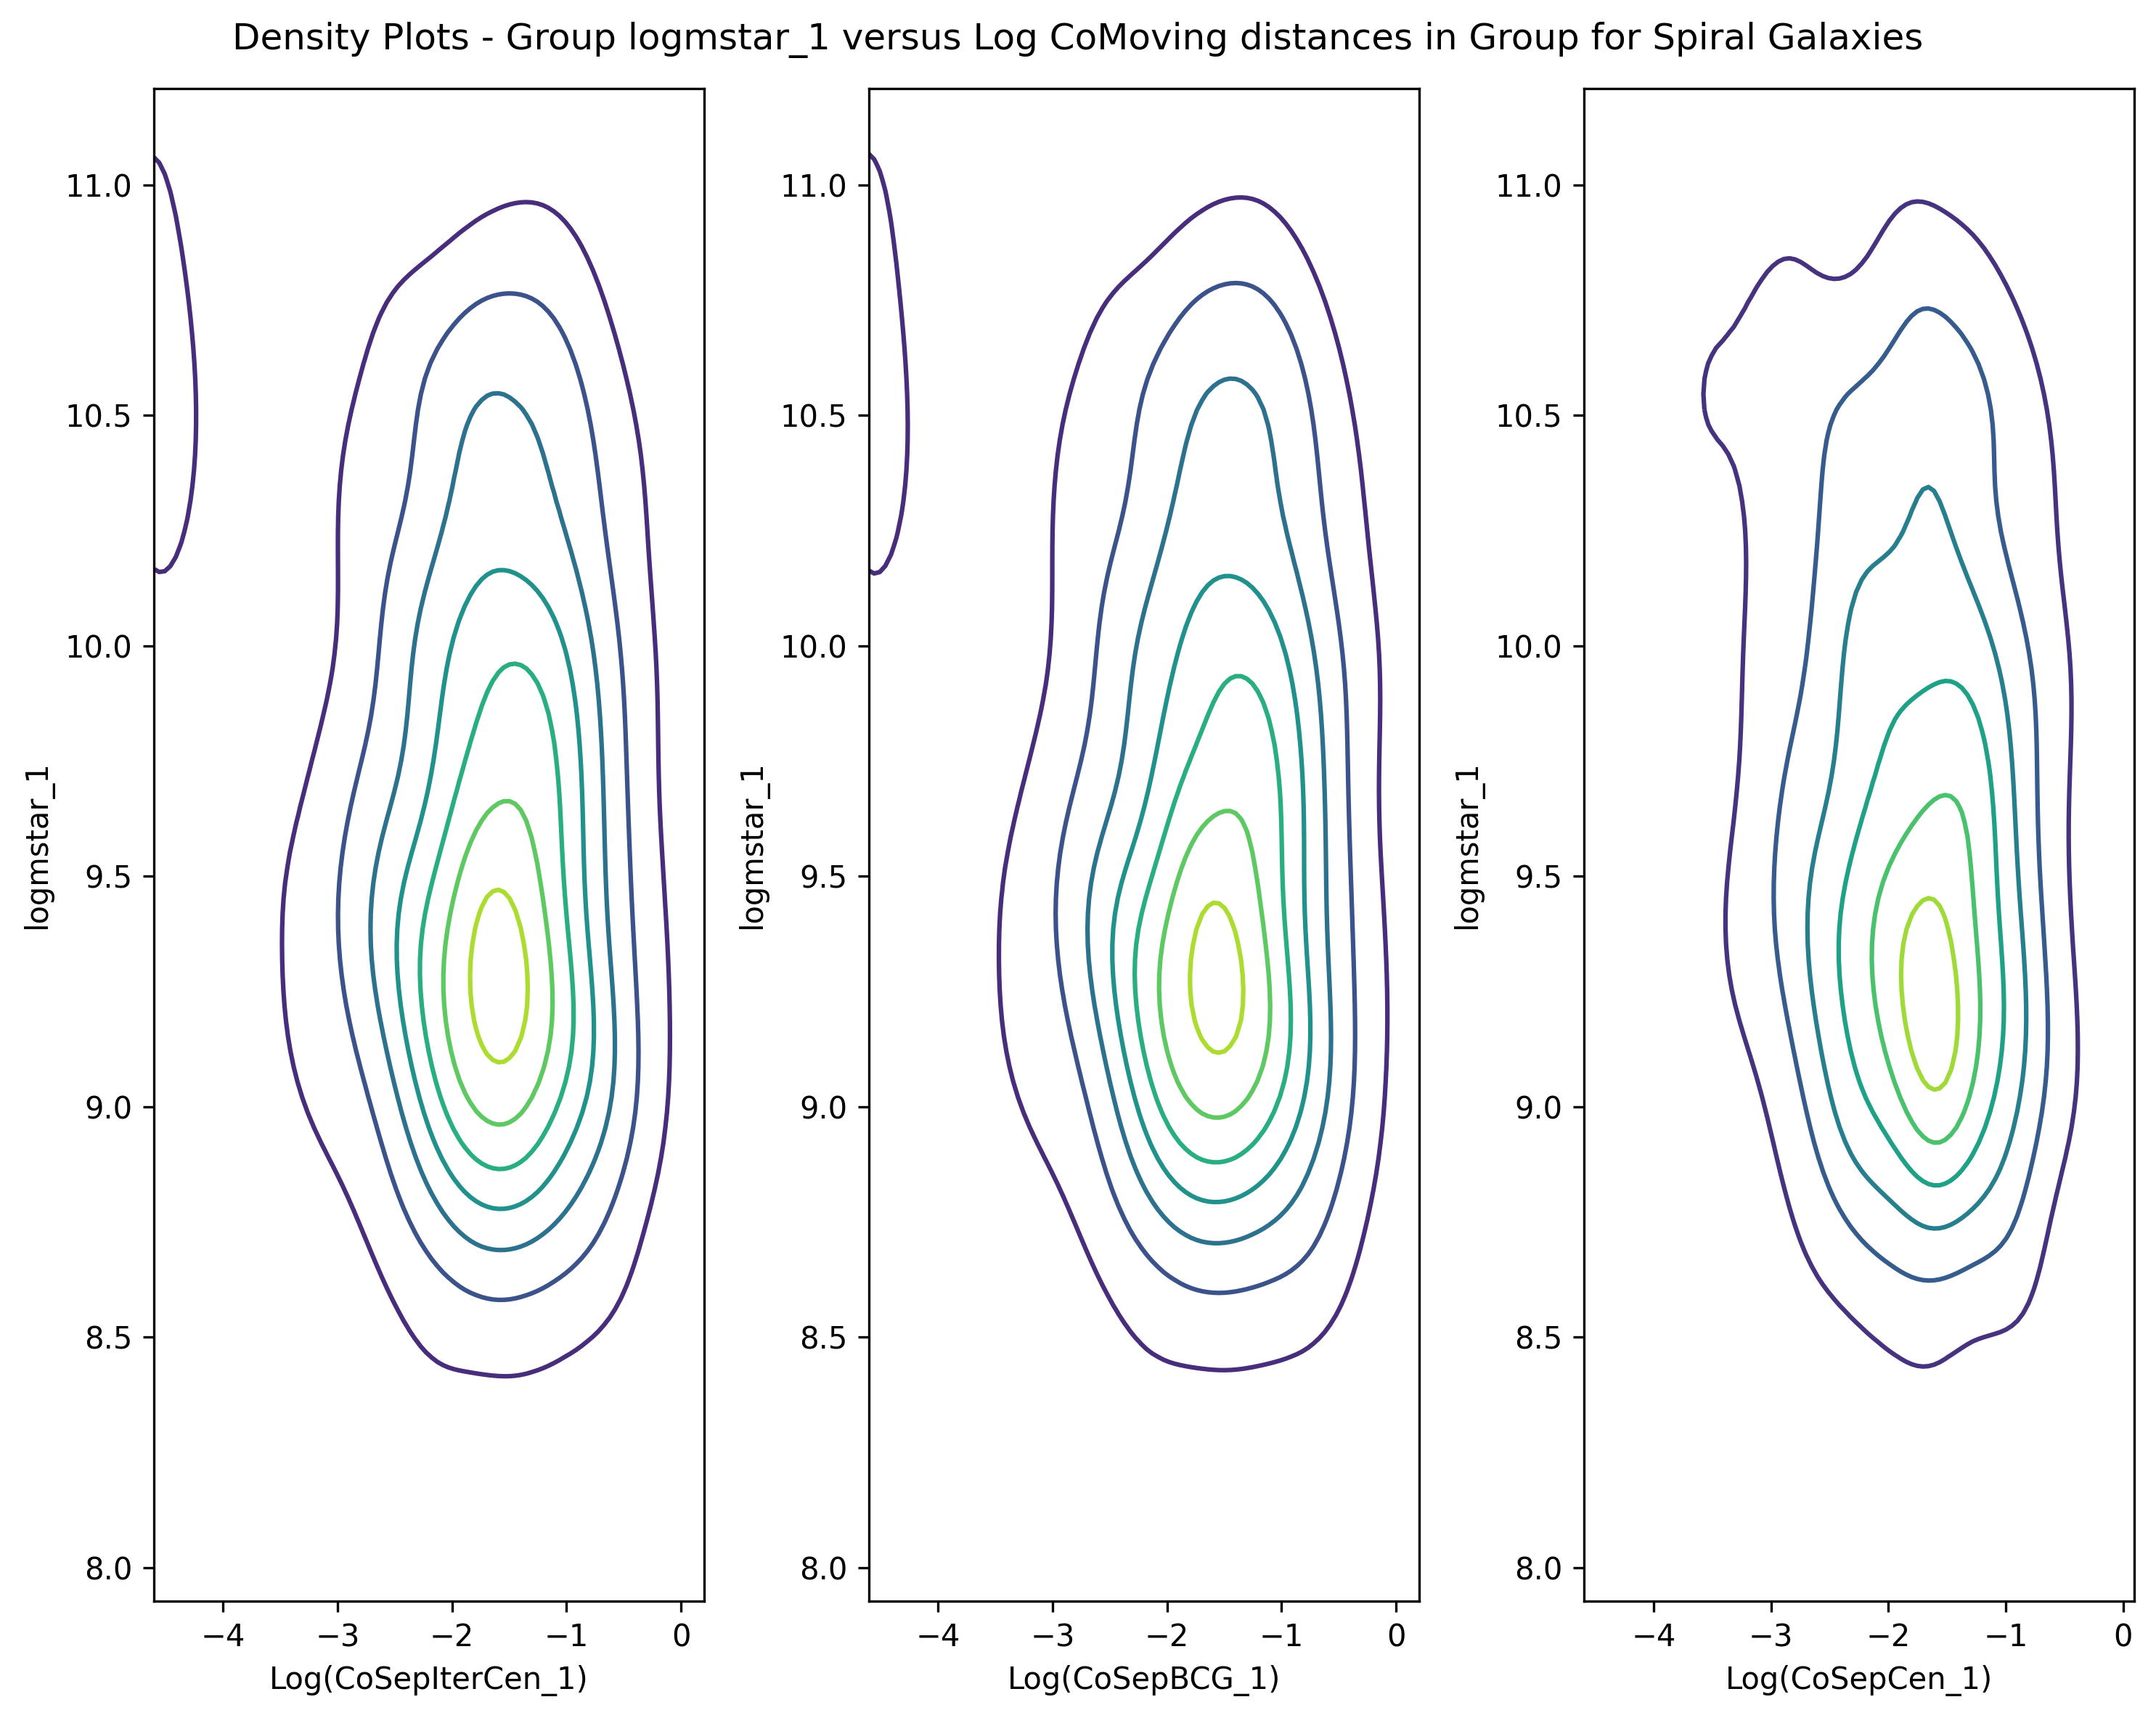 Density Plots - Group logmstar_1 versus Log CoMoving distances in Group for Spiral Galaxies
logmstar_1
11.0
10.5
10.0
9.5
9.0
8.5
8.0
−4 −3 −2 −1 0
Log(CoSepIterCen_1)
logmstar_1
11.0
10.5
10.0
9.5
9.0
8.5
8.0
−4 −3 −2 −1 0
Log(CoSepBCG_1)
logmstar_1
11.0
10.5
10.0
9.5
9.0
8.5
8.0
−4 −3 −2 −1 0
Log(CoSepCen_1)